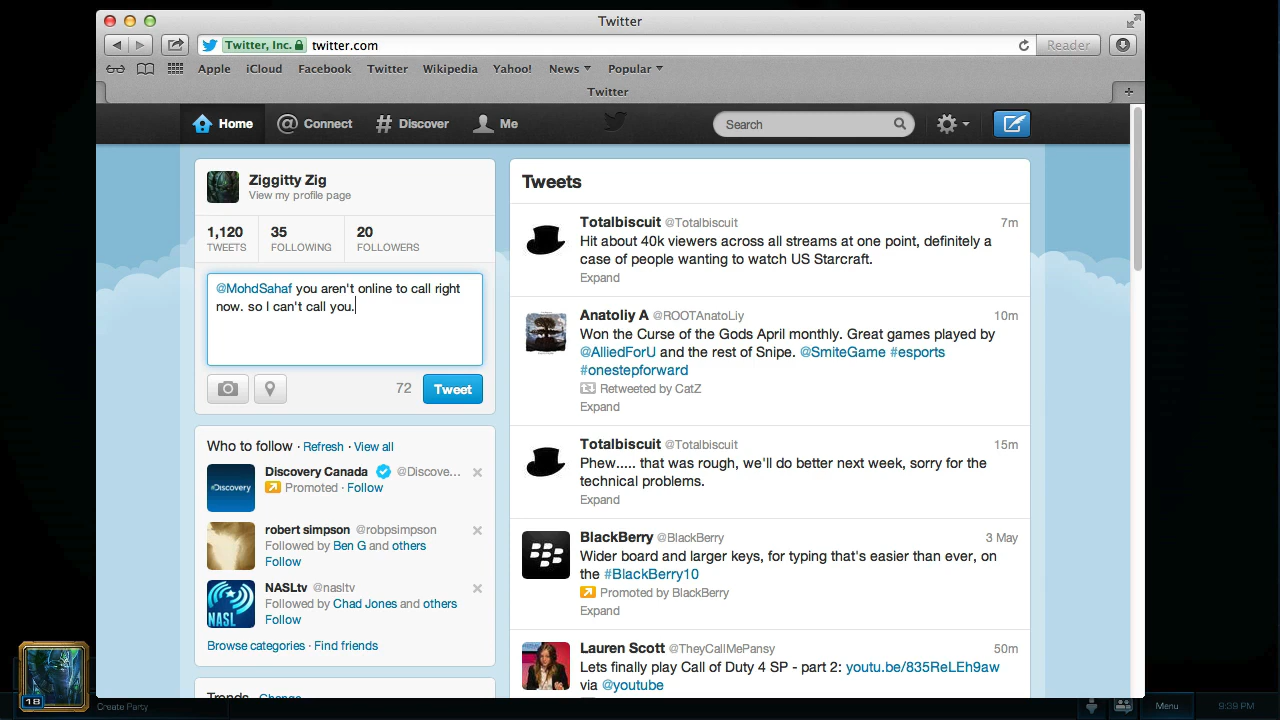 Twitter
Twitter, Inc. twitter.com
Reader
Apple iCloud Facebook Twitter Wikipedia Yahoo! News Popular
Twitter
Home Connect Discover Me
Search
Ziggitty Zig
View my profile page
1,120 35 20
TWEETS FOLLOWING FOLLOWERS
@MohdSahaf you aren't online to call right
now. so I can't call you.
72 Tweet
Who to follow · Refresh · View all
Discovery Canada @Discove...
Promoted · Follow
Discovery
robert simpson @robpsimpson
Followed by Ben G and others
Follow
NASLtv @nasltv
Followed by Chad Jones and others
Follow
NASL
Browse categories · Find friends
Trends · Change
Tweets
Totalbiscuit @Totalbiscuit 7m
Hit about 40k viewers across all streams at one point, definitely a
case of people wanting to watch US Starcraft.
Expand
Anatoliy A @ROOTAnatoLiy 10m
Won the Curse of the Gods April monthly. Great games played by
@AlliedForU and the rest of Snipe. @SmiteGame #esports
#onestepforward
Retweeted by CatZ
Expand
Totalbiscuit @Totalbiscuit 15m
Phew..... that was rough, we'll do better next week, sorry for the
technical problems.
Expand
BlackBerry @BlackBerry 3 May
Wider board and larger keys, for typing that's easier than ever, on
the #BlackBerry10
Promoted by BlackBerry
Expand
Lauren Scott @TheyCallMePansy 50m
Lets finally play Call of Duty 4 SP - part 2: youtu.be/835ReLEh9aw
via @youtube
18
Create Party
Menu
9:39 PM